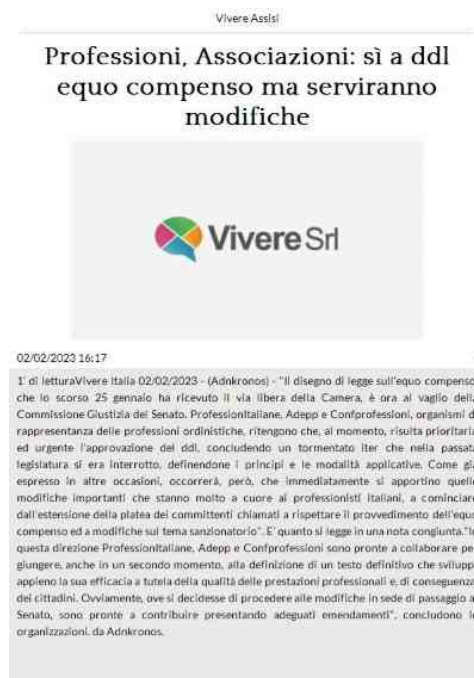 Vivere Assisi
Professioni, Associazioni: sì a ddl
equo compenso ma serviranno
modifiche
Vivere Srl
02/02/2023 16:17
1' di letturaVivere Italia 02/02/2023 - (Adnkronos) - "Il disegno di legge sull'equo compenso
che lo scorso 25 gennaio ha ricevuto il via libera della Camera, è ora al vaglio della
Commissione Giustizia del Senato. ProfessionItaliane, Adepp e Confprofessioni, organismi d
rappresentanza delle professioni ordinistiche, ritengono che, al momento, risulta prioritaria
ed urgente l'approvazione del ddl, concludendo un tormentato iter che nella passata
legislatura si era interrotto, definendone i principi e le modalità applicative. Come già
espresso in altre occasioni, occorrerà, però, che immediatamente si apportino quelle
modifiche importanti che stanno molto a cuore ai professionisti italiani, a cominciare
dall'estensione della platea dei committenti chiamati a rispettare il provvedimento dell'equo
compenso ed a modifiche sul tema sanzionatorio". E' quanto si legge in una nota congiunta."In
questa direzione ProfessionItaliane, Adepp e Confprofessioni sono pronte a collaborare pe
giungere, anche in un secondo momento, alla definizione di un testo definitivo che sviluppi
appieno la sua efficacia a tutela della qualità delle prestazioni professionali e, di conseguenza
dei cittadini. Ovviamente, ove si decidesse di procedere alle modifiche in sede di passaggio a
Senato, sono pronte a contribuire presentando adeguati emendamenti", concludono le
organizzazioni. da Adnkronos.